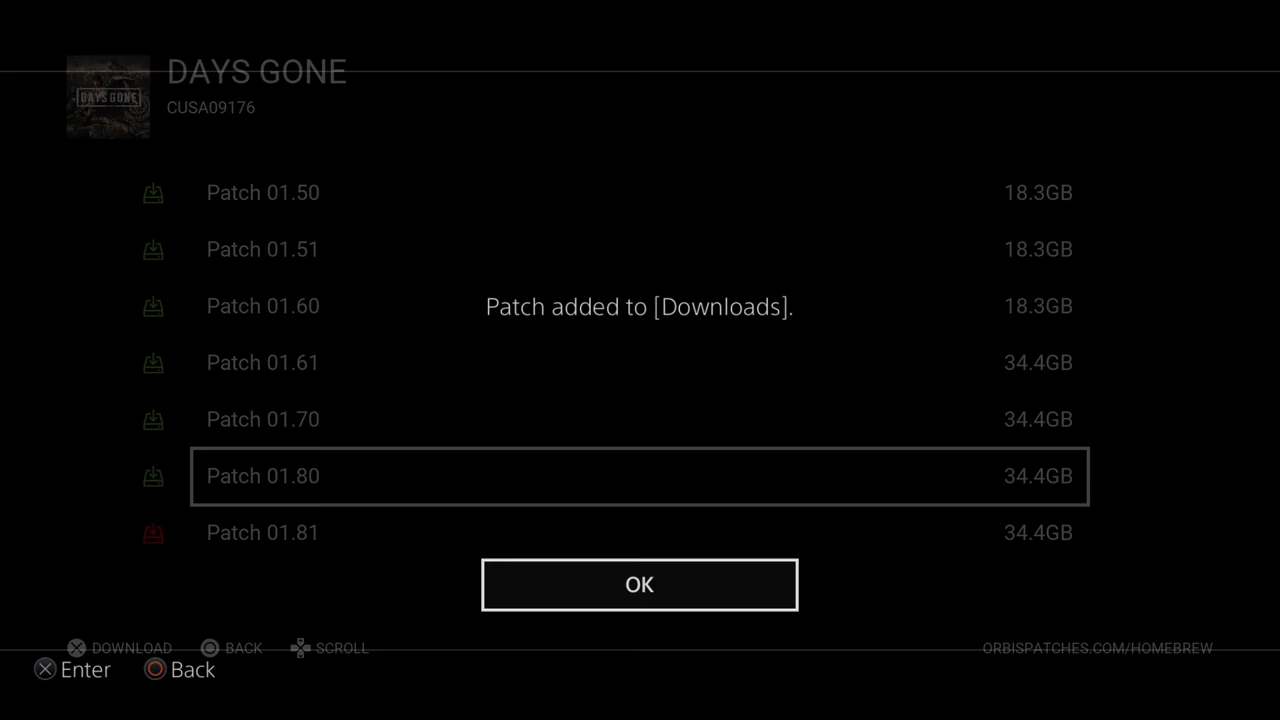 DAYS GONE
DAYS GONE
CUSA09176
Patch 01.50 18.3GB
Patch 01.51 18.3GB
Patch 01.60 18.3GB
Patch added to [Downloads].
Patch 01.61 34.4GB
Patch 01.70 34.4GB
Patch 01.80 34.4GB
Patch 01.81 34.4GB
OK
DOWNLOAD BACK SCROLL ORBISPATCHES.COM/HOMEBREW
Enter Back